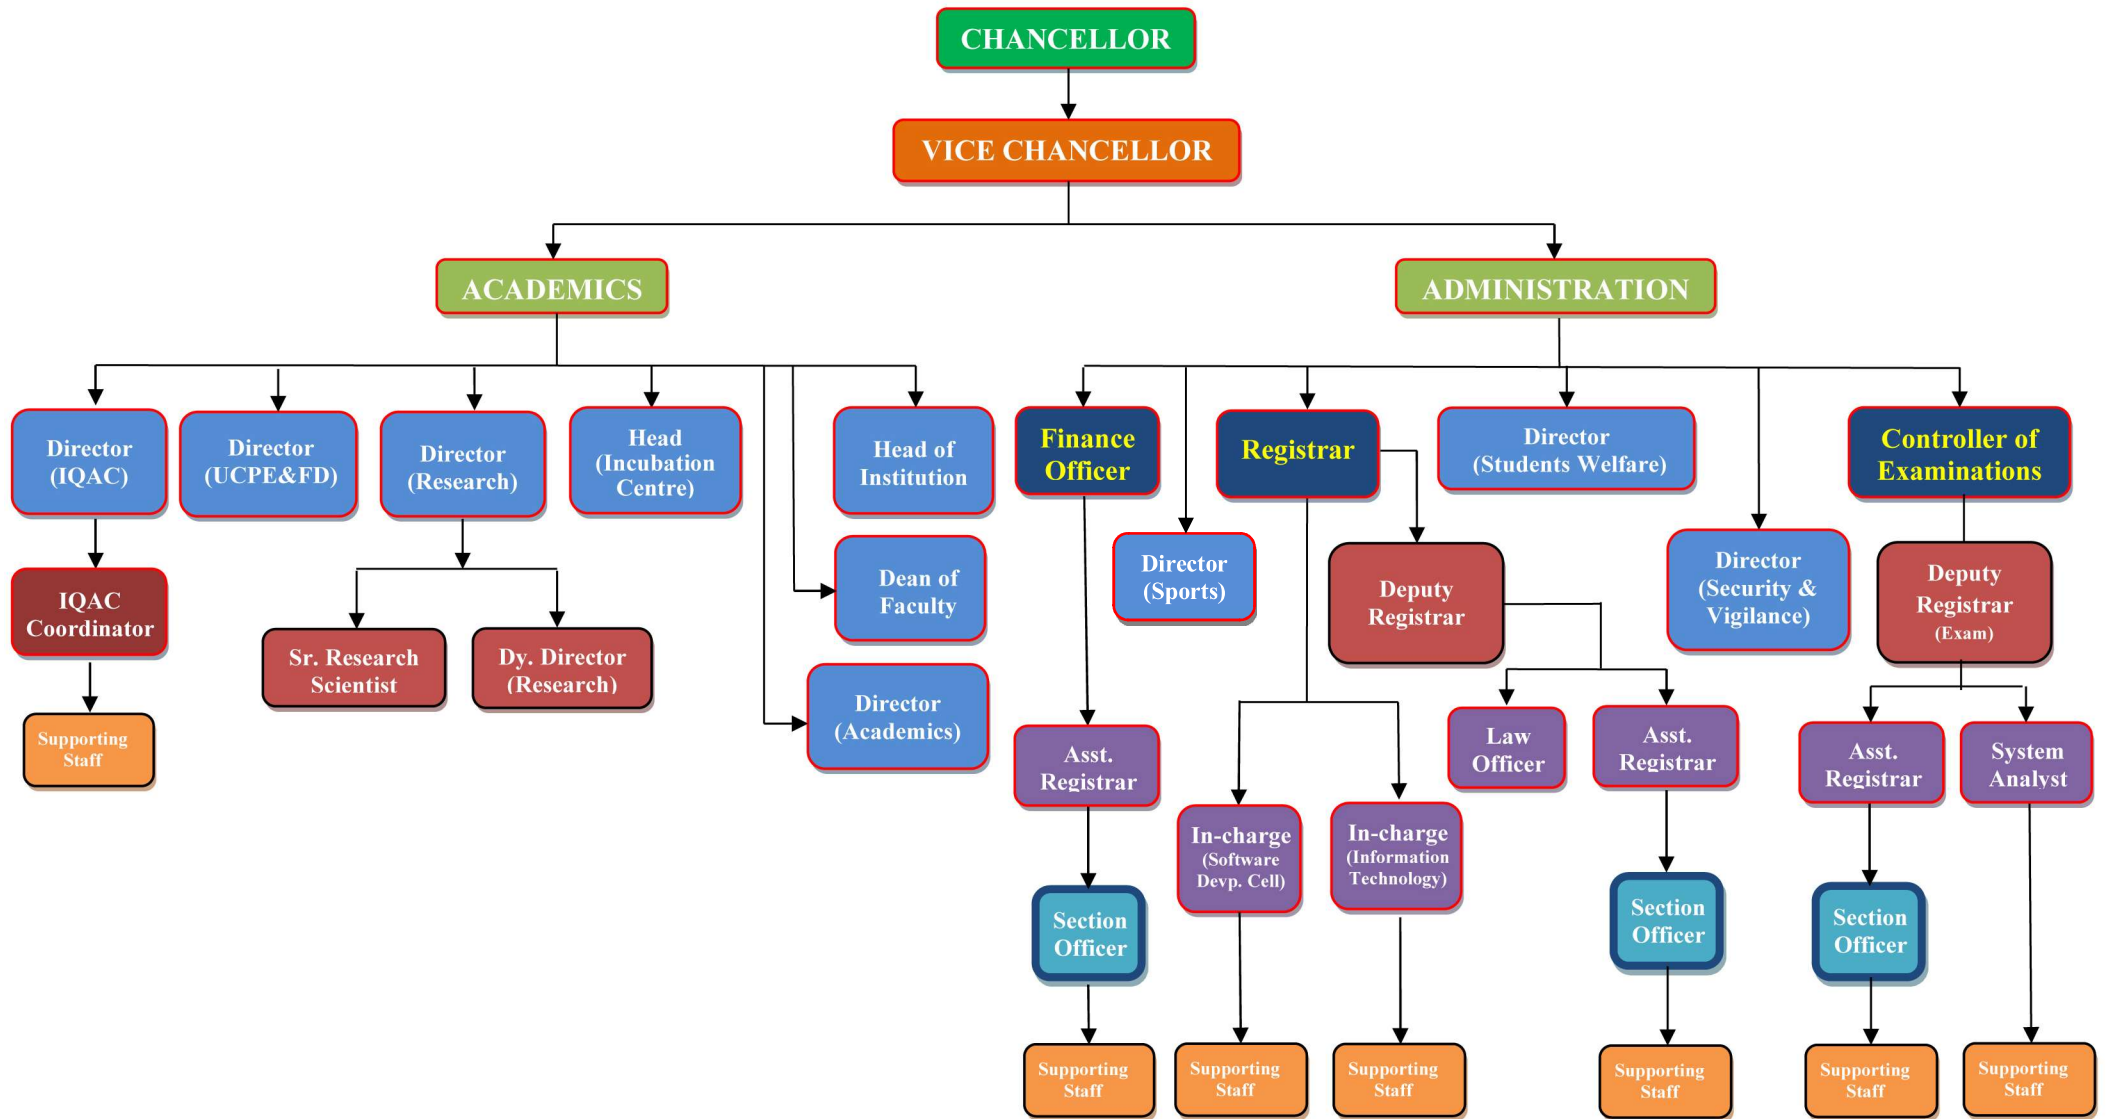 CHANCELLOR
VICE CHANCELLOR
ACADEMICS
ADMINISTRATION
Director
(IQAC)
Director
(UCPE&FD)
Director
(Research)
Head
(Incubation
Centre)
Head of
Institution
Finance
Officer
Registrar
Director
(Students Welfare)
Controller of
Examinations
IQAC
Coordinator
Sr. Research
Scientist
Dy. Director
(Research)
Dean of
Faculty
Director
(Academics)
Director
(Sports)
Deputy
Registrar
Director
(Security &
Vigilance)
Deputy
Registrar
(Exam)
Supporting
Staff
Asst.
Registrar
Law
Officer
Asst.
Registrar
Asst.
Registrar
System
Analyst
In-charge
(Software
Devp. Cell)
In-charge
(Information
Technology)
Section
Officer
Section
Officer
Section
Officer
Supporting
Staff
Supporting
Staff
Supporting
Staff
Supporting
Staff
Supporting
Staff
Supporting
Staff